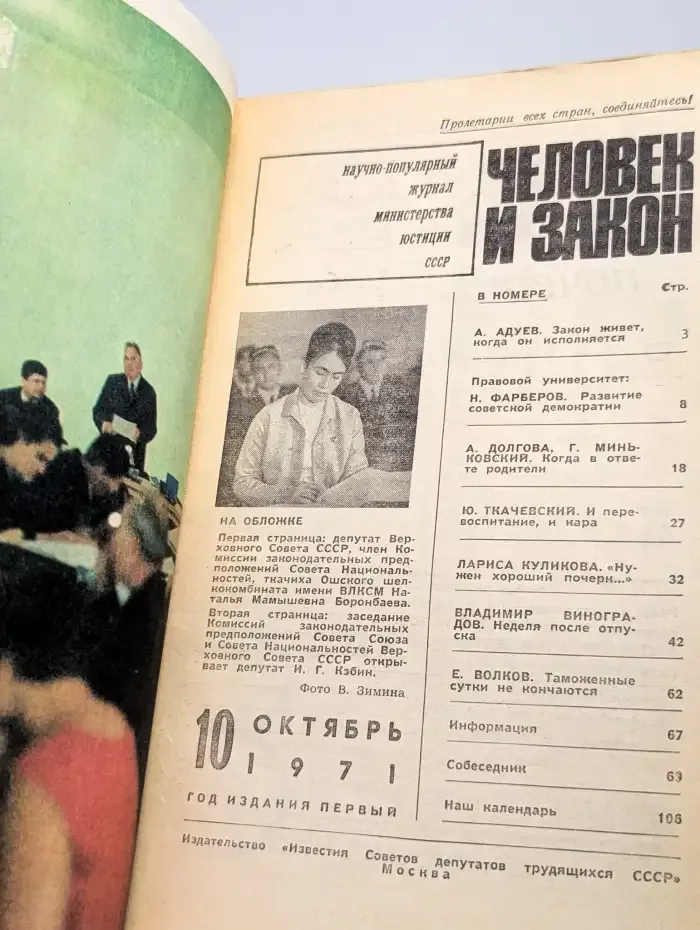 Пролетарии всех стран, соединяйтесь!
научно-популярный
журнал
министерства
юстиции
СССР
ЧЕЛОВЕК
И ЗАКОН
НА ОБЛОЖКЕ
Первая страница: депутат Вер-
ховного Совета СССР, член Ко-
миссии законодательных пред-
положений Совета Националь-
ностей, ткачиха Ошского шел-
кокомбината имени ВЛКСМ На-
талья Мамышевна Боронбаева.
Вторая страница: заседание
Комиссий законодательных
предположений Совета Союза
и Совета Национальностей Вер-
ховного Совета СССР откры-
вает депутат И. Г. Кэбин.
Фото В. Зимина
10 ОКТЯБРЬ
1971
ГОД ИЗДАНИЯ ПЕРВЫЙ
В НОМЕРЕ Стр.
А. АДУЕВ. Закон живет,
когда он исполняется 3
Правовой университет:
Н. ФАРБЕРОВ. Развитие
советской демократии 8
А. ДОЛГОВА, Г. МИНЬ-
КОВСКИЙ. Когда в отве-
те родители 18
Ю. ТКАЧЕВСКИЙ. И пере-
воспитание, и кара 27
ЛАРИСА КУЛИКОВА. «Ну-
жен хороший почерк...» 32
ВЛАДИМИР ВИНОГРА-
ДОВ. Неделя после отпу-
ска 42
Е. ВОЛКОВ. Таможенные
сутки не кончаются 62
Информация 67
Собеседник 69
Наш календарь 106
Издательство «Известия Советов депутатов трудящихся СССР»
Москва